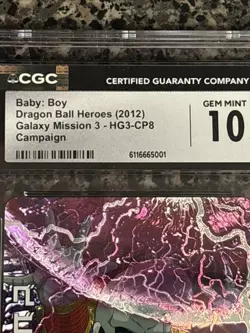 CGC
CERTIFIED GUARANTY COMPANY
Baby: Boy
Dragon Ball Heroes (2012)
Galaxy Mission 3 - HG3-CP8
Campaign
GEM MINT
10
6116665001